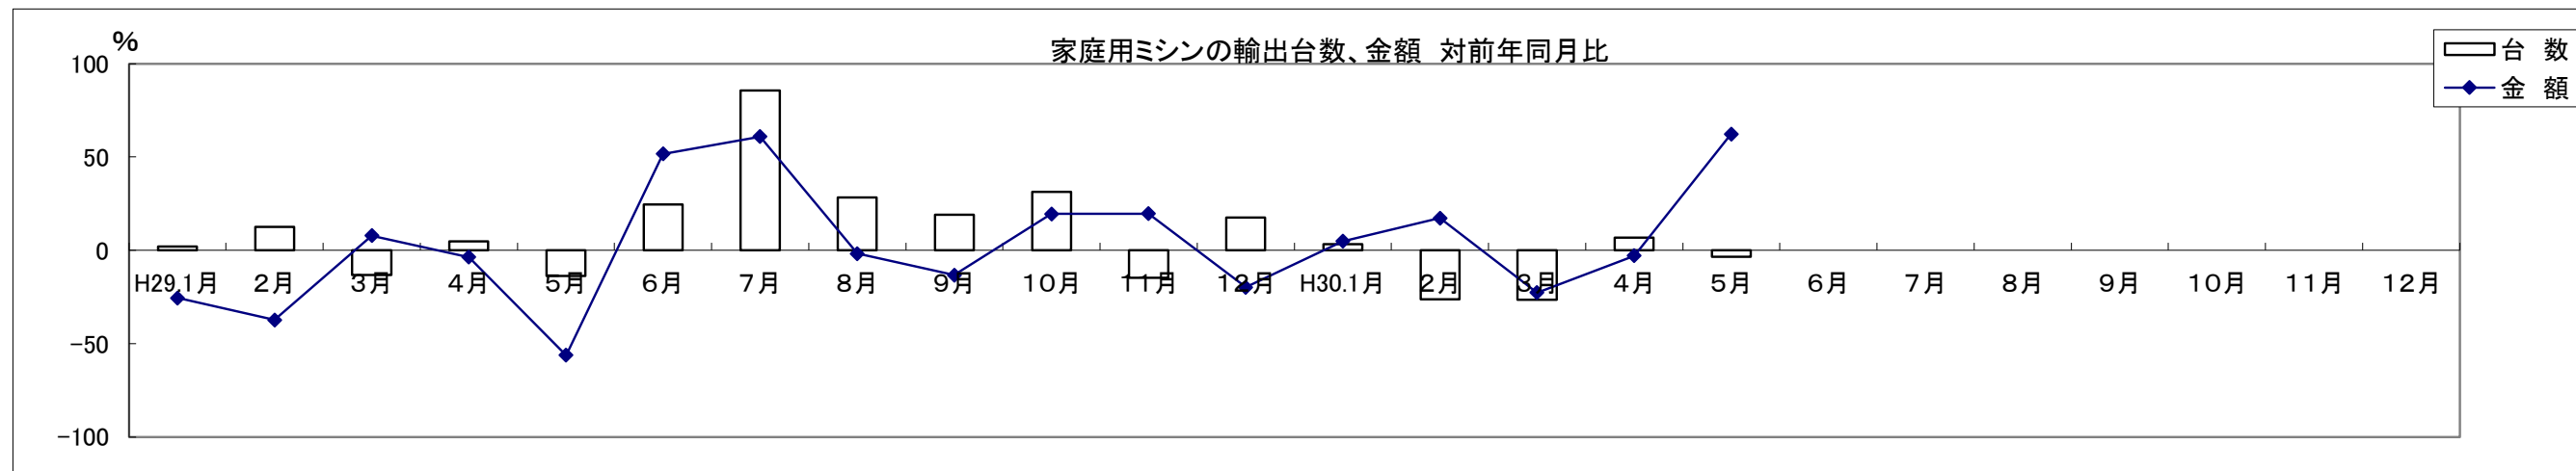 %
家庭用ミシンの輸出台数、金額　対前年同月比
台　数
金　額
100
50
0
-50
-100
H29.1月 2月 3月 4月 5月 6月 7月 8月 9月 10月 11月 12月 H30.1月 2月 3月 4月 5月 6月 7月 8月 9月 10月 11月 12月